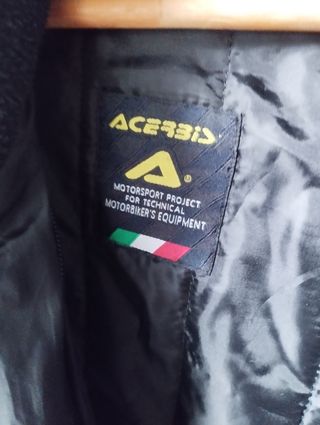 ACERBIS
A®
MOTORSPORT PROJECT
FOR TECHNICAL
MOTORBIKER'S EQUIPMENT